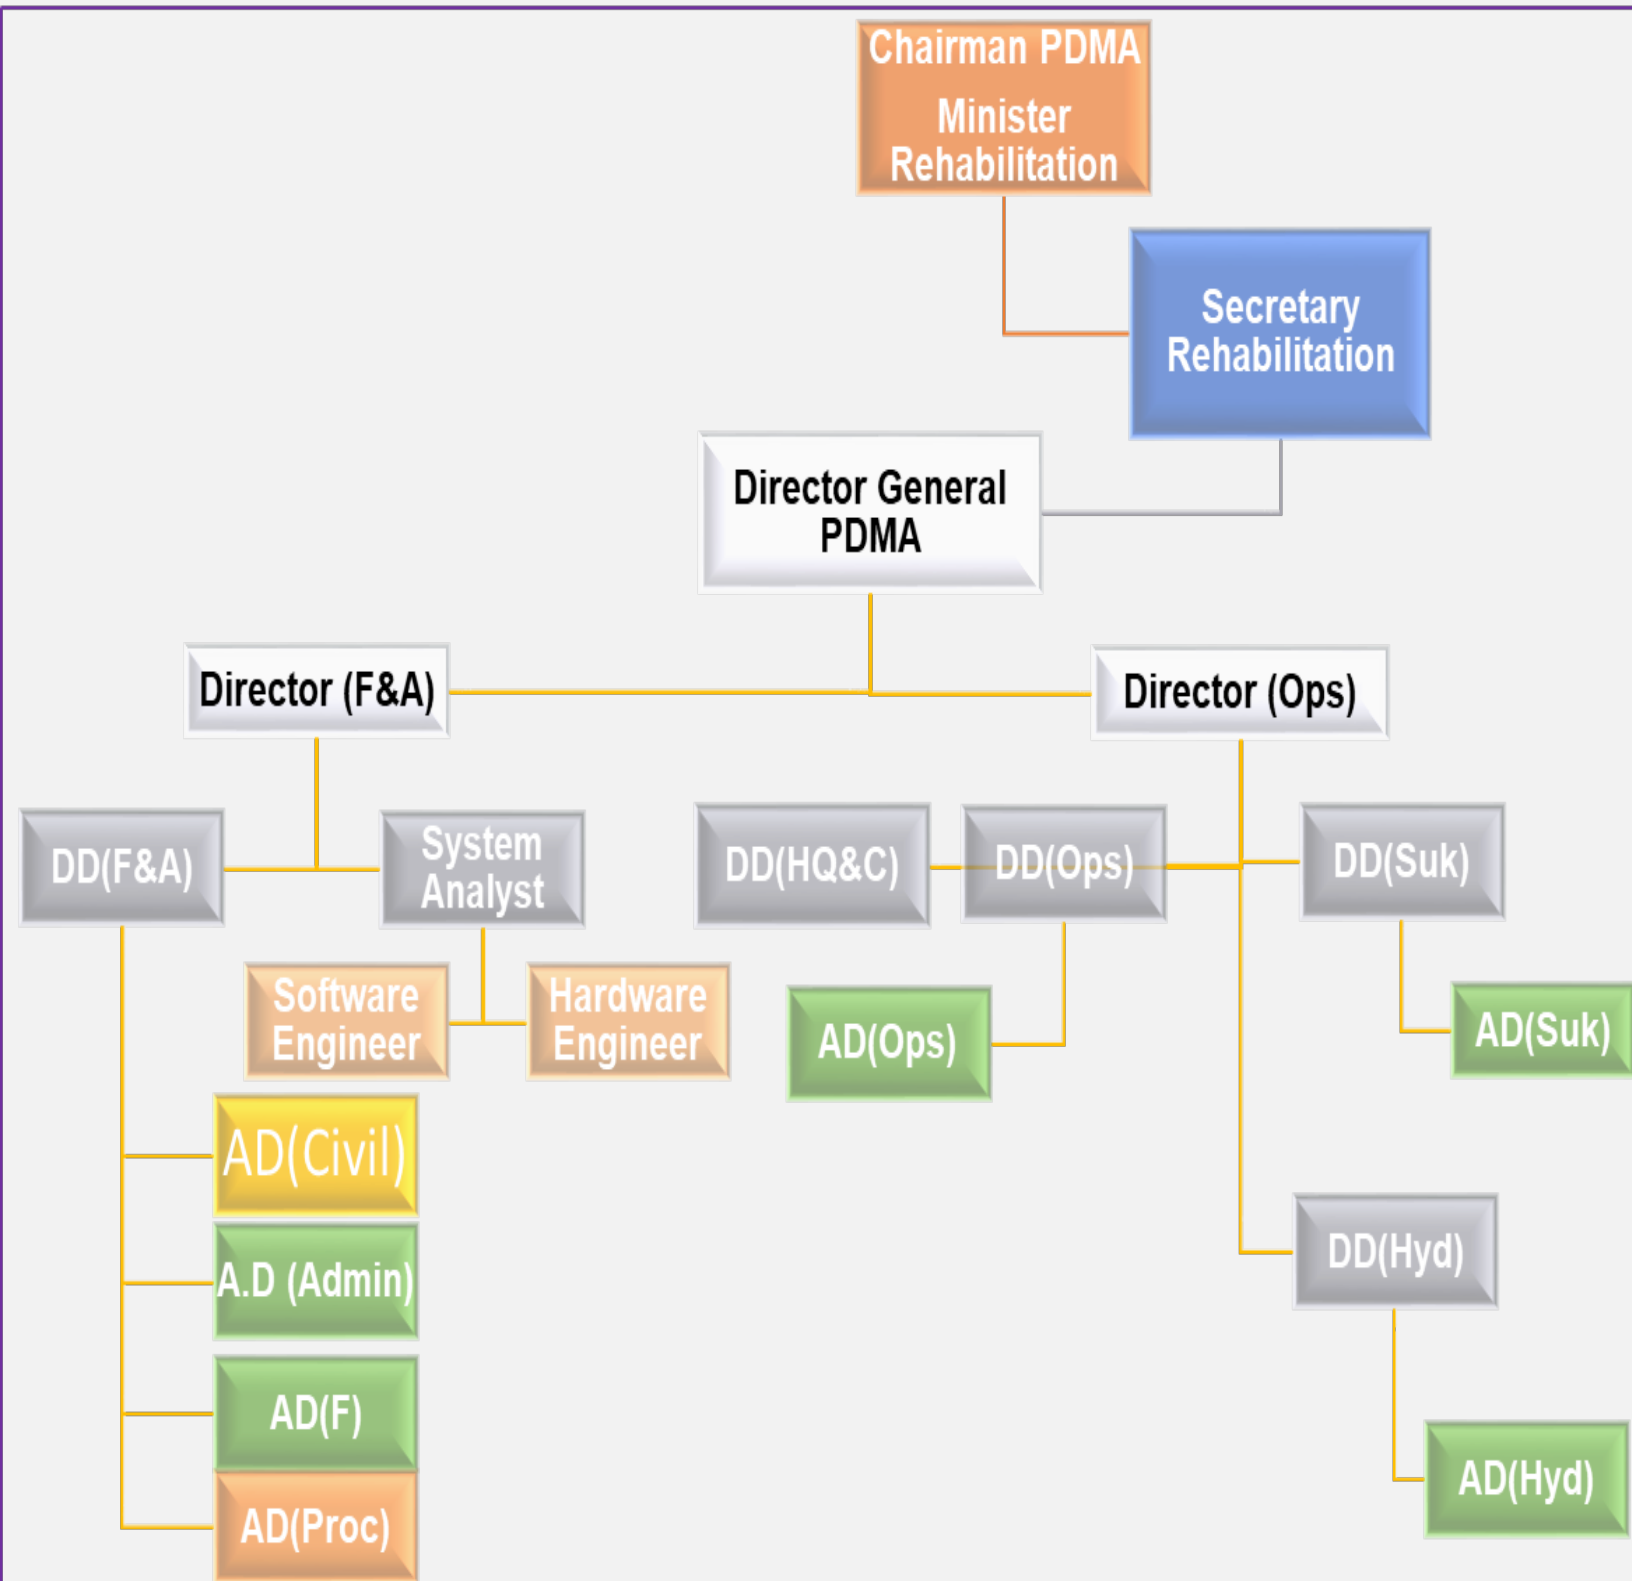 Chairman PDMA
Minister
Rehabilitation
Secretary
Rehabilitation
Director General
PDMA
Director (F&A)
Director (Ops)
DD(F&A)
System
Analyst
DD(HQ&C)
DD(Ops)
DD(Suk)
Software
Engineer
Hardware
Engineer
AD(Ops)
AD(Suk)
AD(Civil)
A.D (Admin)
DD(Hyd)
AD(F)
AD(Hyd)
AD(Proc)